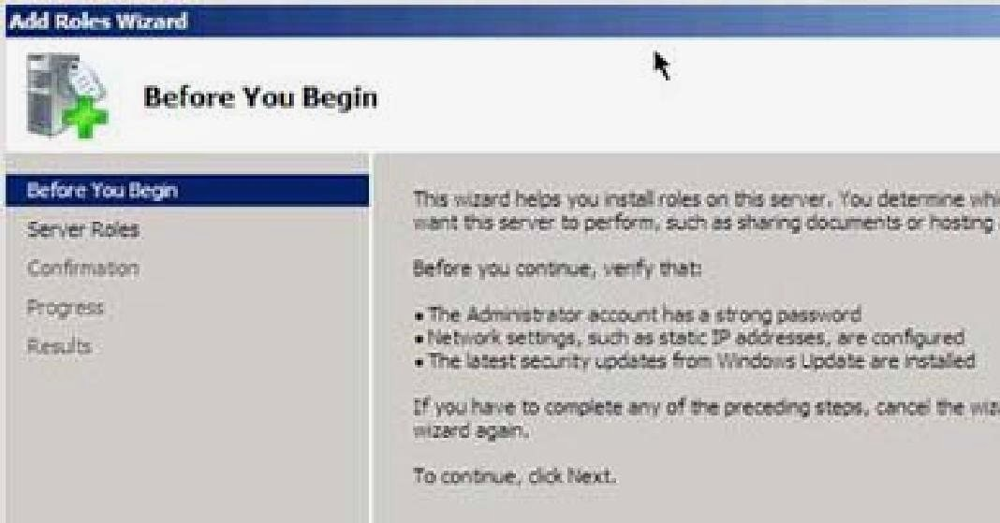 Add Roles Wizard
Before You Begin
Before You Begin
Server Roles
Confirmation
Progress
Results
This wizard helps you install roles on this server. You determine
want this server to perform, such as sharing documents or hosting
Before you continue, verify that:
• The Administrator account has a strong password
• Network settings, such as static IP addresses, are configured
• The latest security updates from Windows Update are installed
If you have to complete any of the preceding steps, cancel the
wizard again.
To continue, click Next.